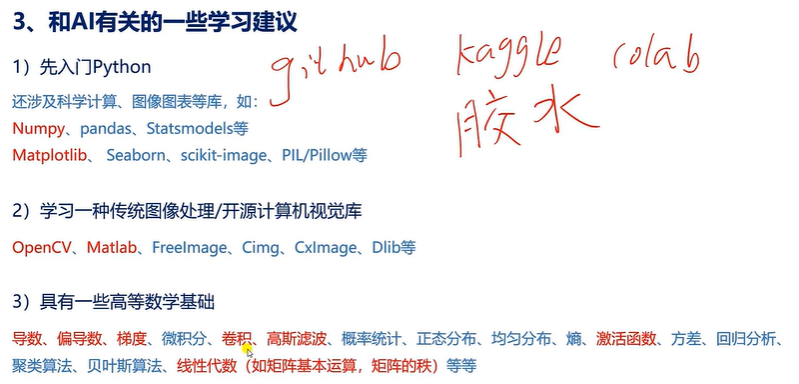 3、和AI有关的一些学习建议
github kaggle colab
1）先入门Python
胶水
还涉及科学计算、图像图表等库，如：
Numpy、pandas、Statsmodels等
Matplotlib、 Seaborn、scikit-image、PIL/Pillow等
2）学习一种传统图像处理/开源计算机视觉库
OpenCV、Matlab、FreeImage、Cimg、CxImage、Dlib等
3）具有一些高等数学基础
导数、偏导数、梯度、微积分、卷积、高斯滤波、概率统计、正态分布、均匀分布、熵、激活函数、方差、回归分析、
聚类算法、贝叶斯算法、线性代数（如矩阵基本运算，矩阵的秩）等等